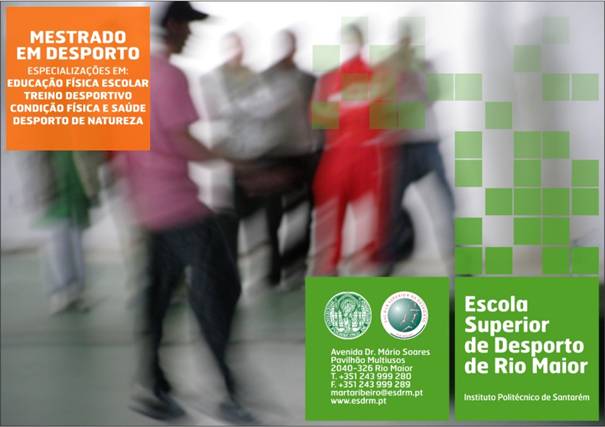 MESTRADO
EM DESPORTO
ESPECIALIZAÇÕES EM:
EDUCAÇÃO FÍSICA ESCOLAR
TREINO DESPORTIVO
CONDIÇÃO FÍSICA E SAÚDE
DESPORTO DE NATUREZA
Avenida Dr. Mário Soares
Pavilhão Multiusos
2040-326 Rio Maior
T. +351 243 999 280
F. +351 243 999 289
martaribeiro@esdrm.pt
www.esdrm.pt
Escola
Superior
de Desporto
de Rio Maior
Instituto Politécnico de Santarém